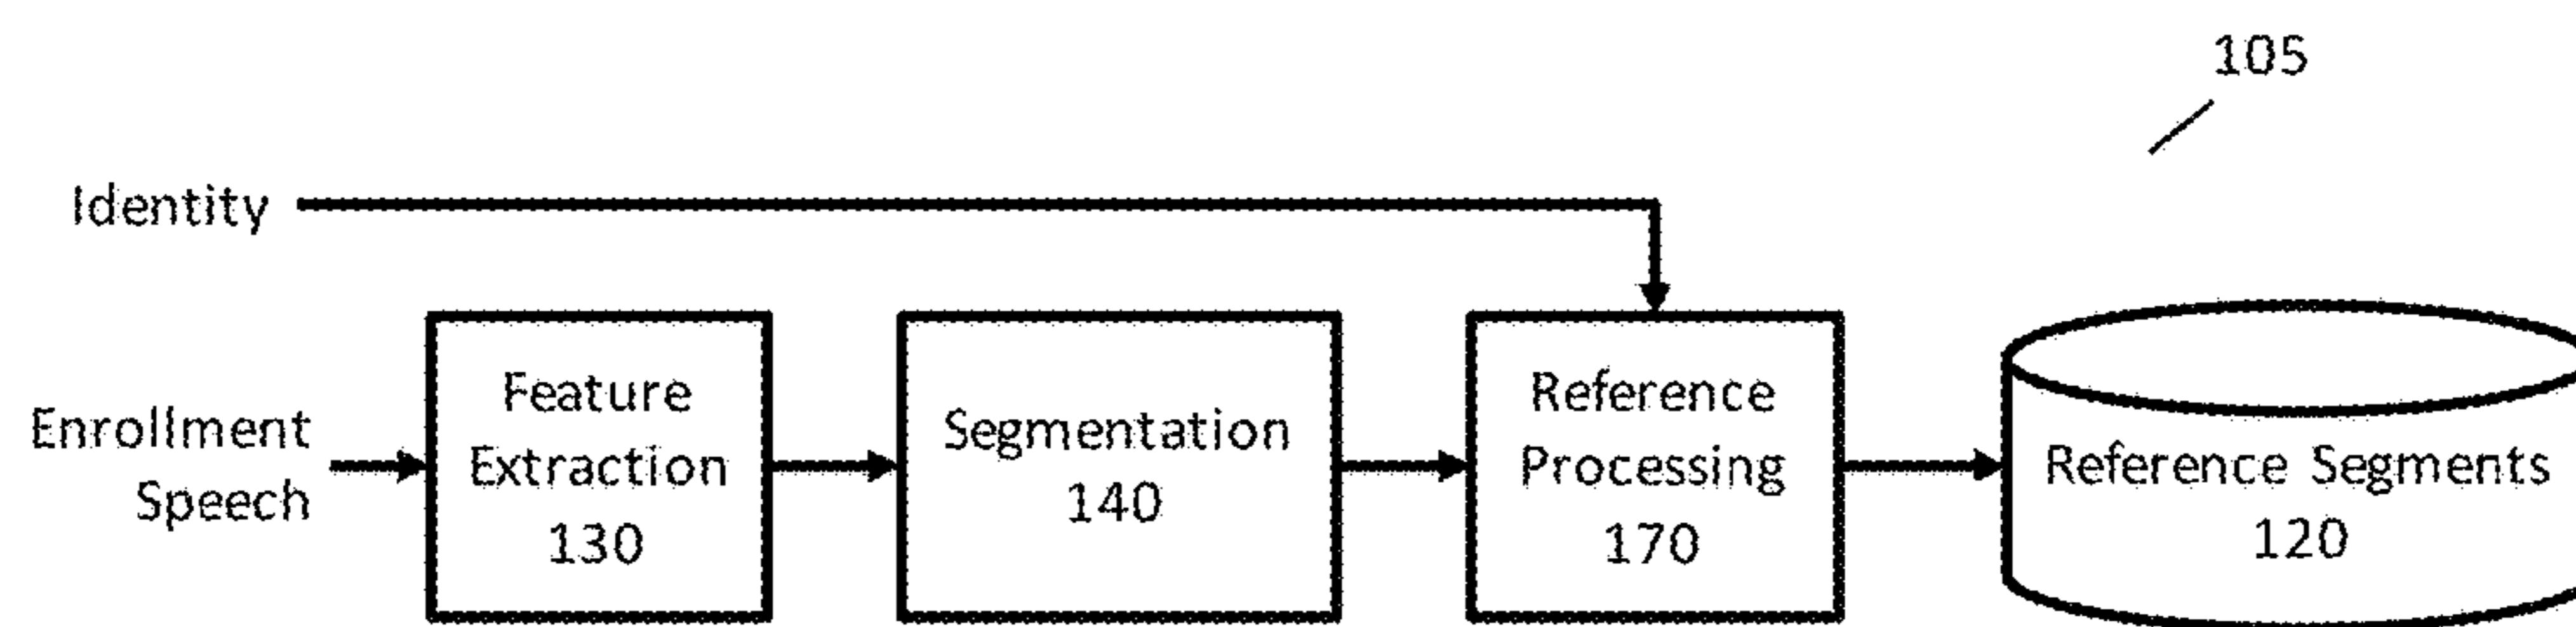 105
Identity
Enrollment
Speech
Feature
Extraction
130
Segmentation
140
Reference
Processing
170
Reference Segments
120